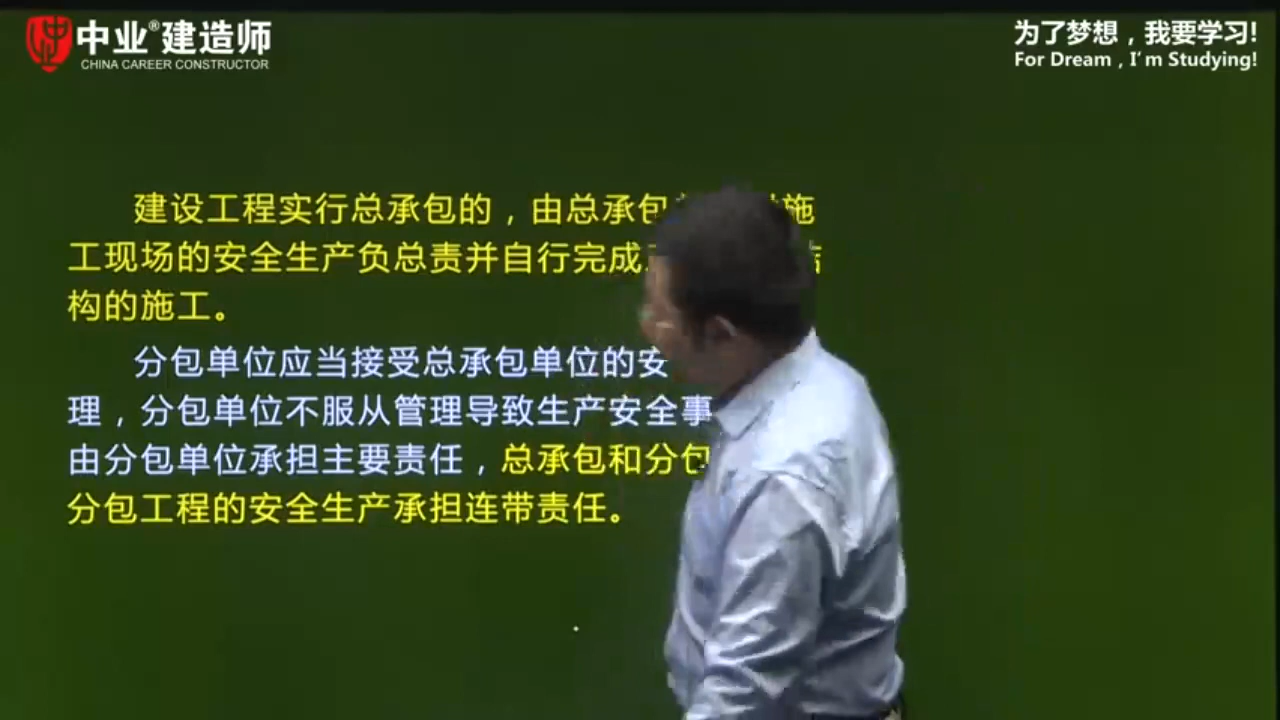 中业®建造师
CHINA CAREER CONSTRUCTOR
为了梦想，我要学习!
For Dream , I'm Studying!
建设工程实行总承包的，由总承包 施
工现场的安全生产负总责并自行完成 结
构的施工。
分包单位应当接受总承包单位的安
理，分包单位不服从管理导致生产安全事
由分包单位承担主要责任，总承包和分包
分包工程的安全生产承担连带责任。